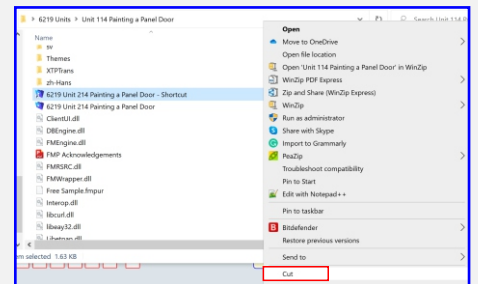 6219 Units > Unit 114 Painting a Panel Door
Search Unit 114
Name
sv
Themes
XTPTrans
zh-Hans
6219 Unit 214 Painting a Panel Door - Shortcut
6219 Unit 214 Painting a Panel Door
ClientUI.dll
DBEngine.dll
FMEngine.dll
FMP Acknowledgements
FMRSRC.dll
FMWrapper.dll
Free Sample.fmpur
Interop.dll
libcurl.dll
libeay32.dll
Libetpan.dll
em selected 1.63 KB
Open
Move to OneDrive
Open file location
Open 'Unit 114 Painting a Panel Door' in WinZip
WinZip PDF Express
Zip and Share (WinZip Express)
WinZip
Run as administrator
Share with Skype
Import to Grammarly
PeaZip
Troubleshoot compatibility
Pin to Start
Edit with Notepad++
Pin to taskbar
Bitdefender
Restore previous versions
Send to
Cut